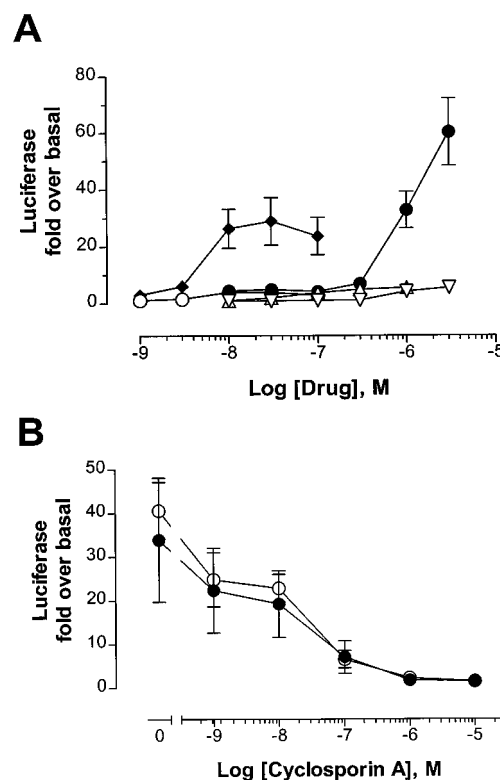 A
Luciferase
fold over basal
80
60
40
20
0
-9 -8 -7 -6 -5
Log [Drug], M
B
Luciferase
fold over basal
50
40
30
20
10
0
0 -9 -8 -7 -6 -5
Log [Cyclosporin A], M